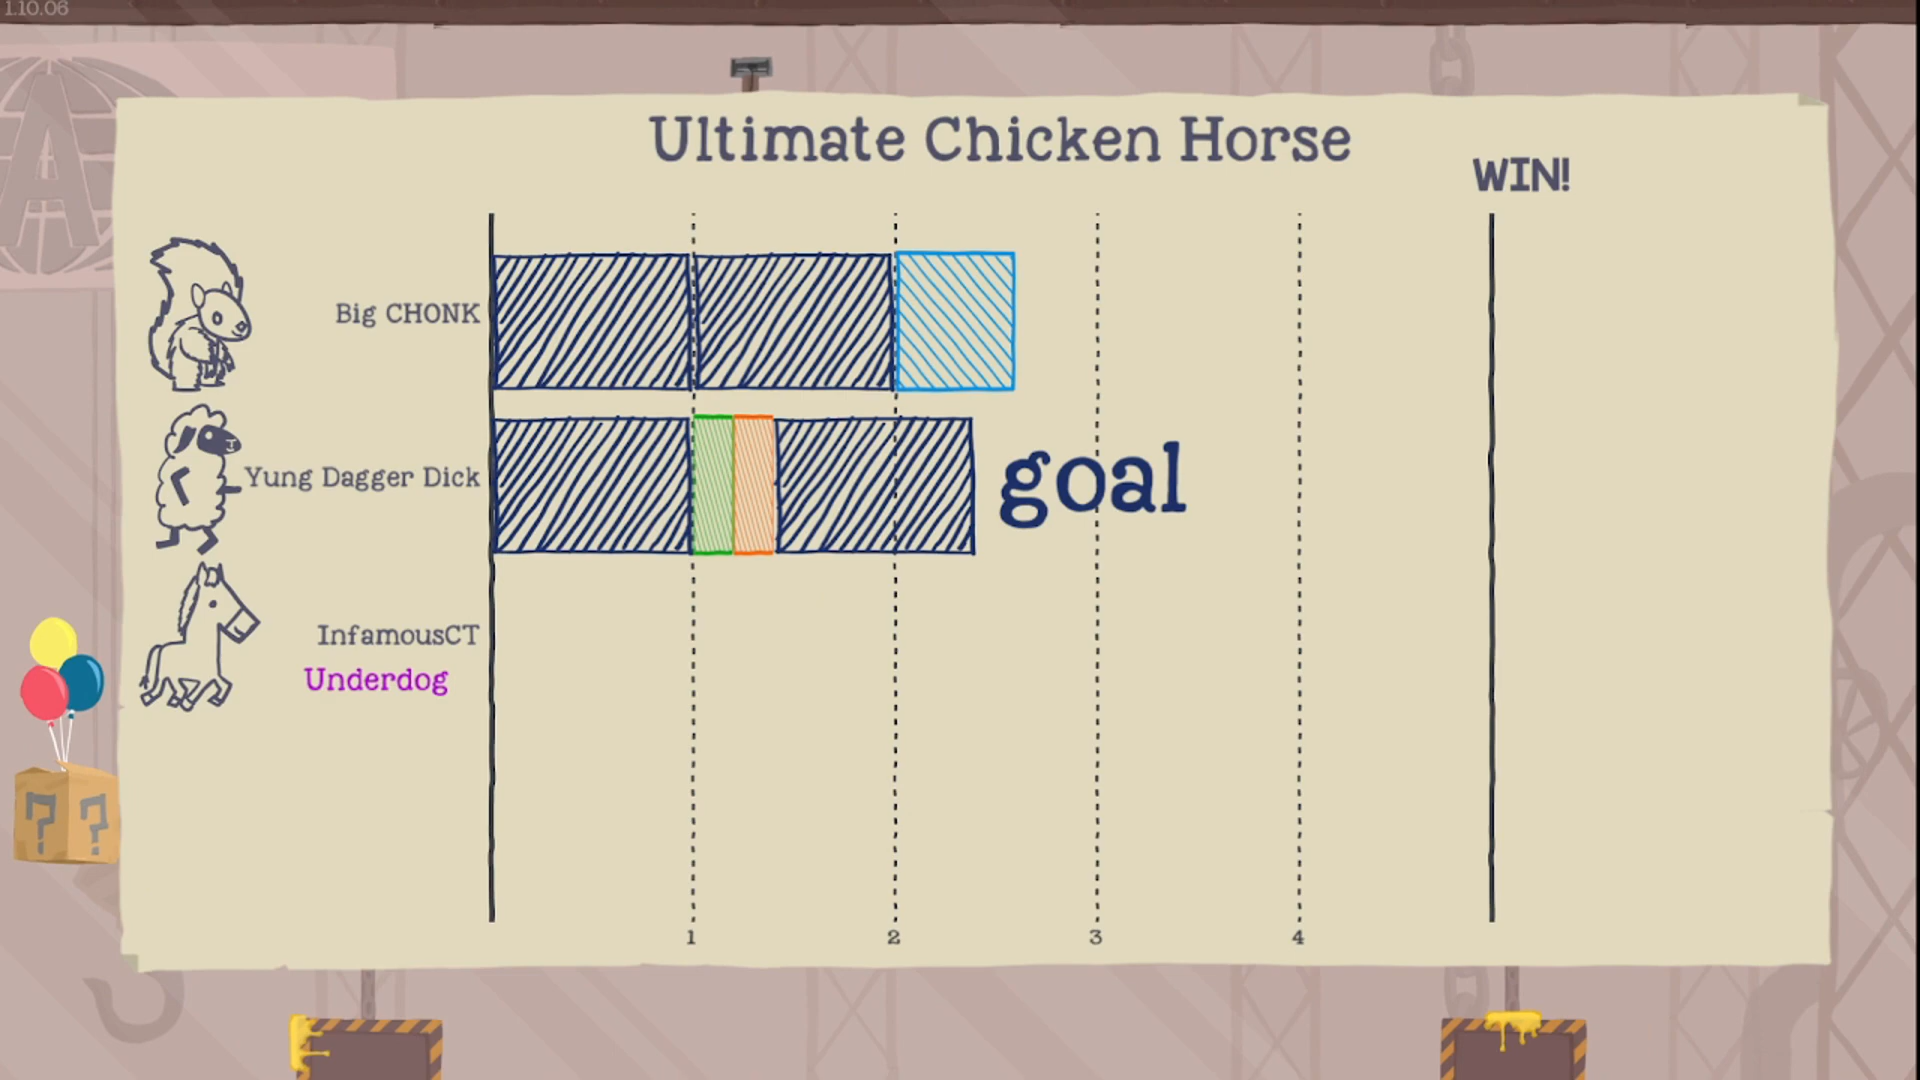 1.10.06
A
Ultimate Chicken Horse
WIN!
Big CHONK
Yung Dagger Dick
goal
InfamousCT
Underdog
? ?
1 2 3 4